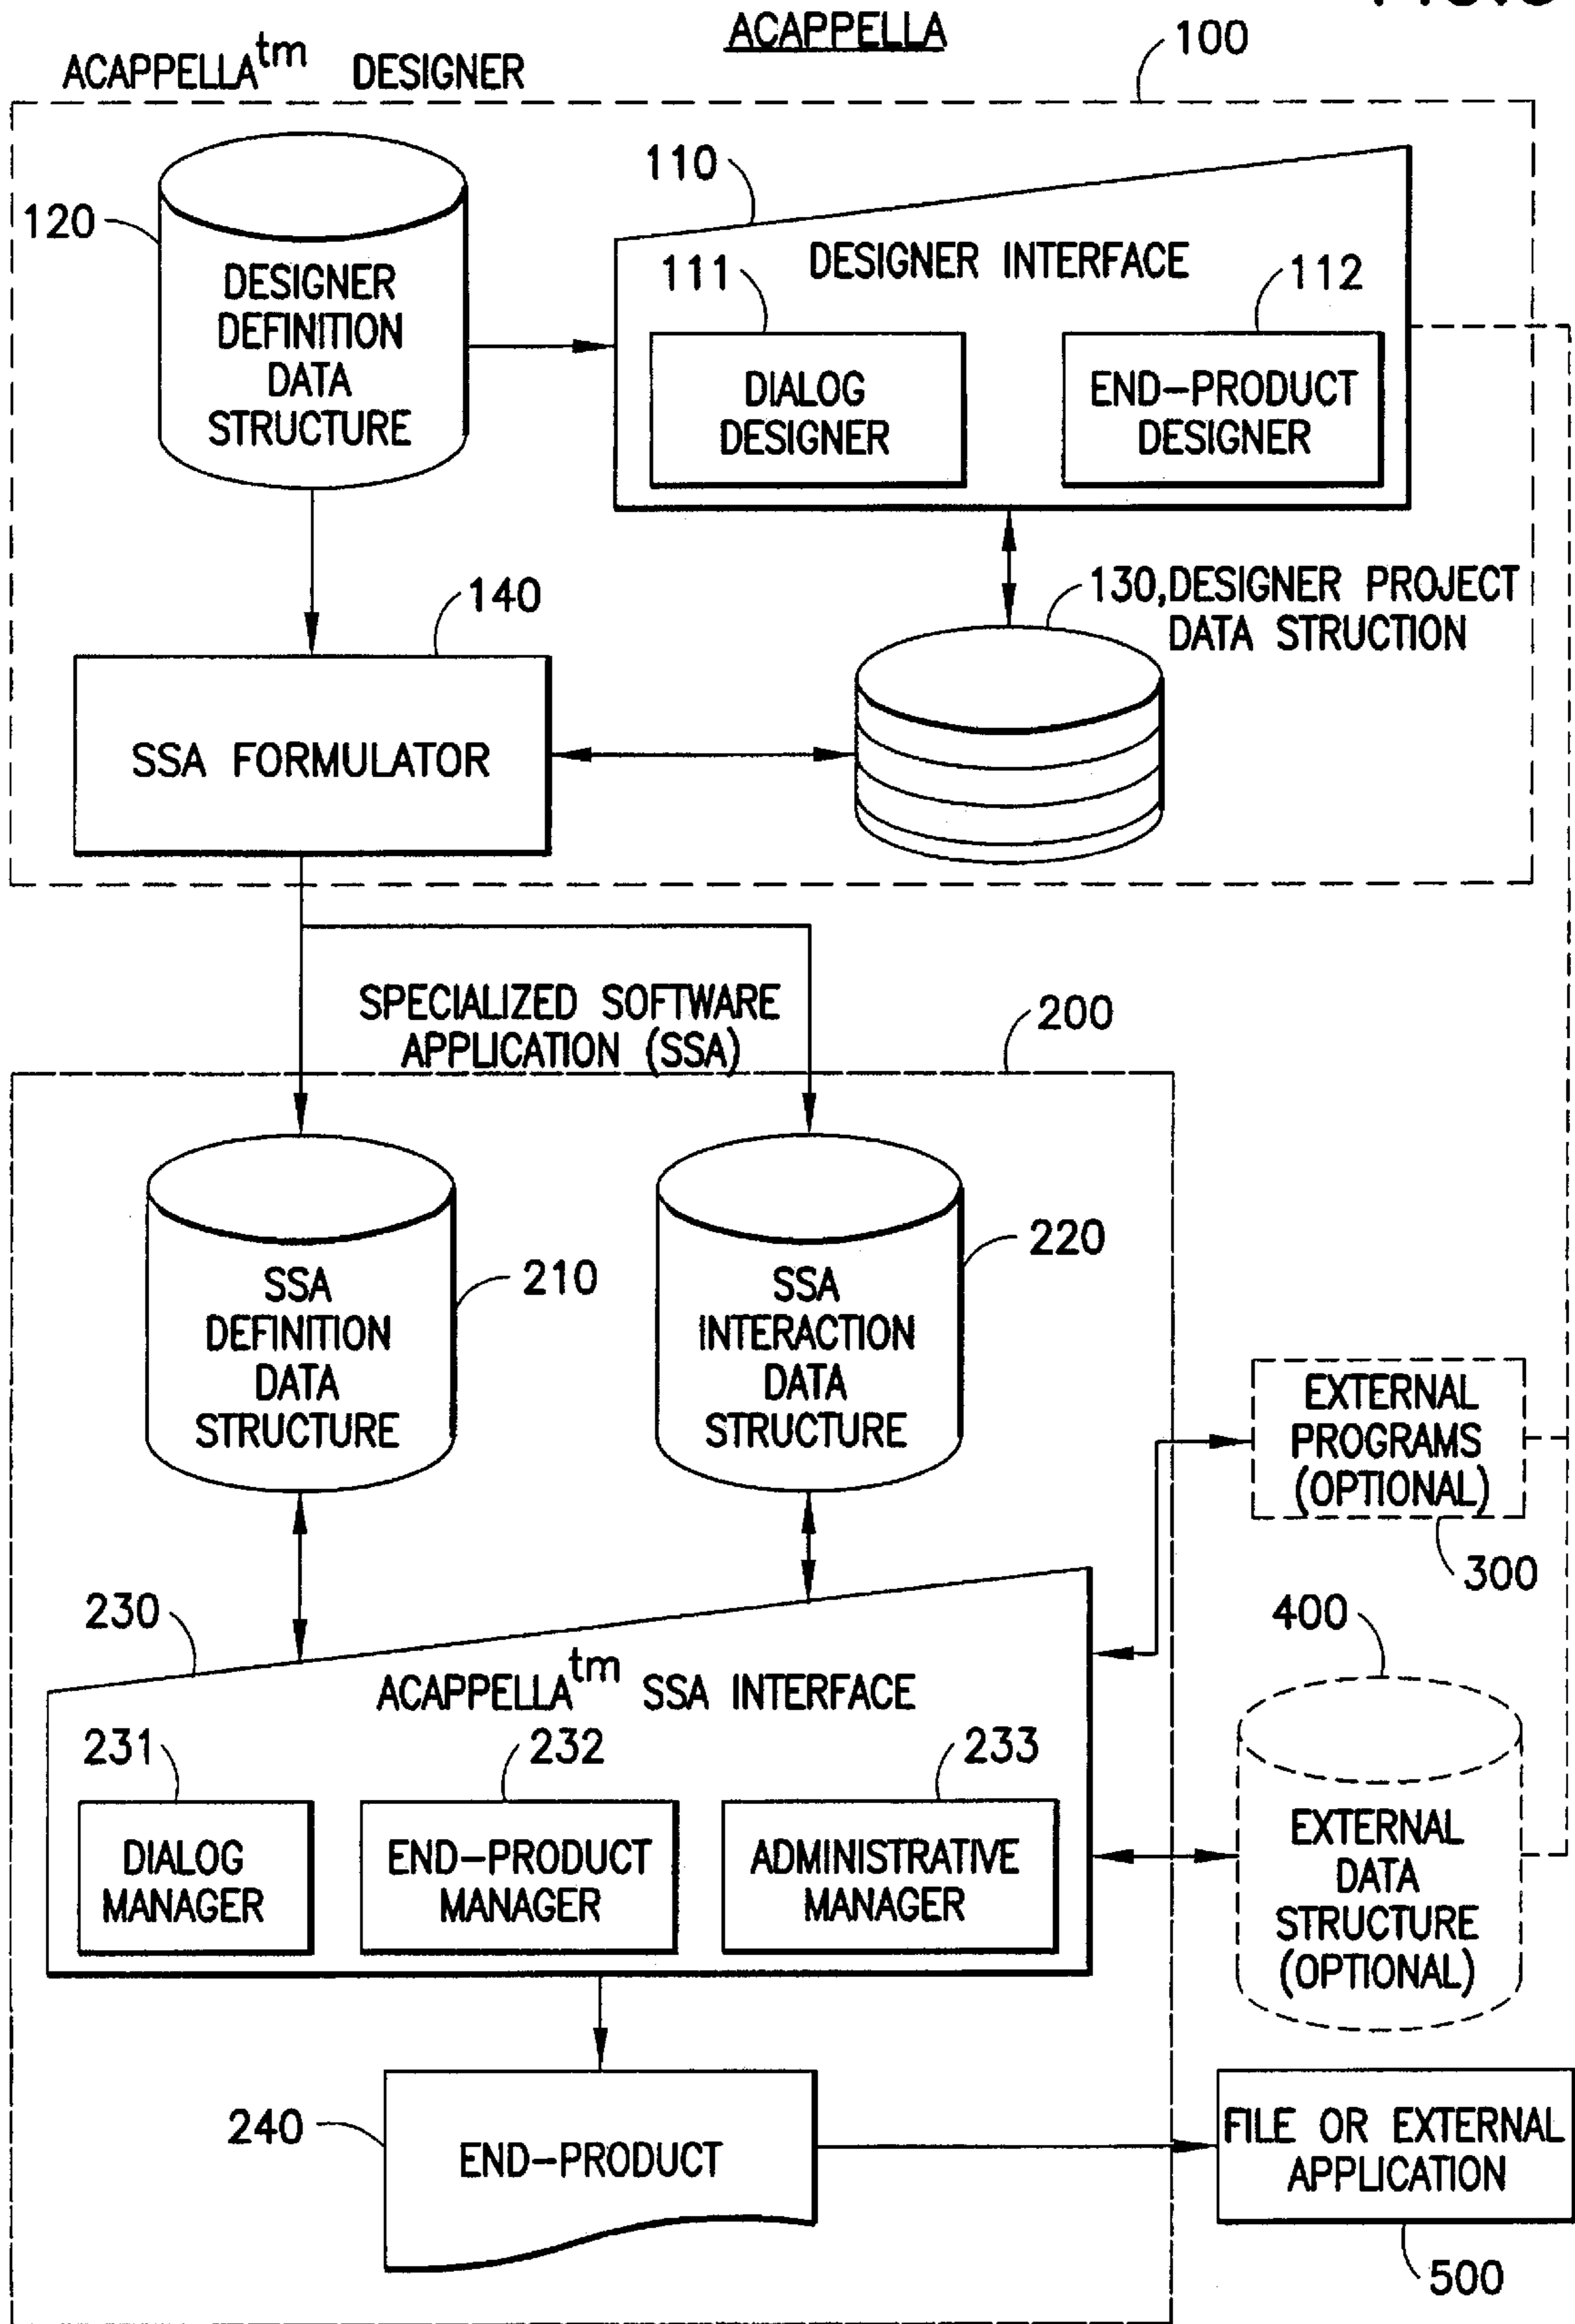 ACAPPELLA
ACAPPELLAtm DESIGNER
100
110
120
DESIGNER INTERFACE
111
112
DESIGNER
DEFINITION
DATA
STRUCTURE
DIALOG
DESIGNER
END-PRODUCT
DESIGNER
140
130,DESIGNER PROJECT
DATA STRUCTION
SSA FORMULATOR
SPECIALIZED SOFTWARE
APPLICATION (SSA)
200
210
220
SSA
DEFINITION
DATA
STRUCTURE
SSA
INTERACTION
DATA
STRUCTURE
EXTERNAL
PROGRAMS
(OPTIONAL)
300
230
400
ACAPPELLAtm SSA INTERFACE
231
232
233
DIALOG
MANAGER
END-PRODUCT
MANAGER
ADMINISTRATIVE
MANAGER
EXTERNAL
DATA
STRUCTURE
(OPTIONAL)
240
END-PRODUCT
FILE OR EXTERNAL
APPLICATION
500